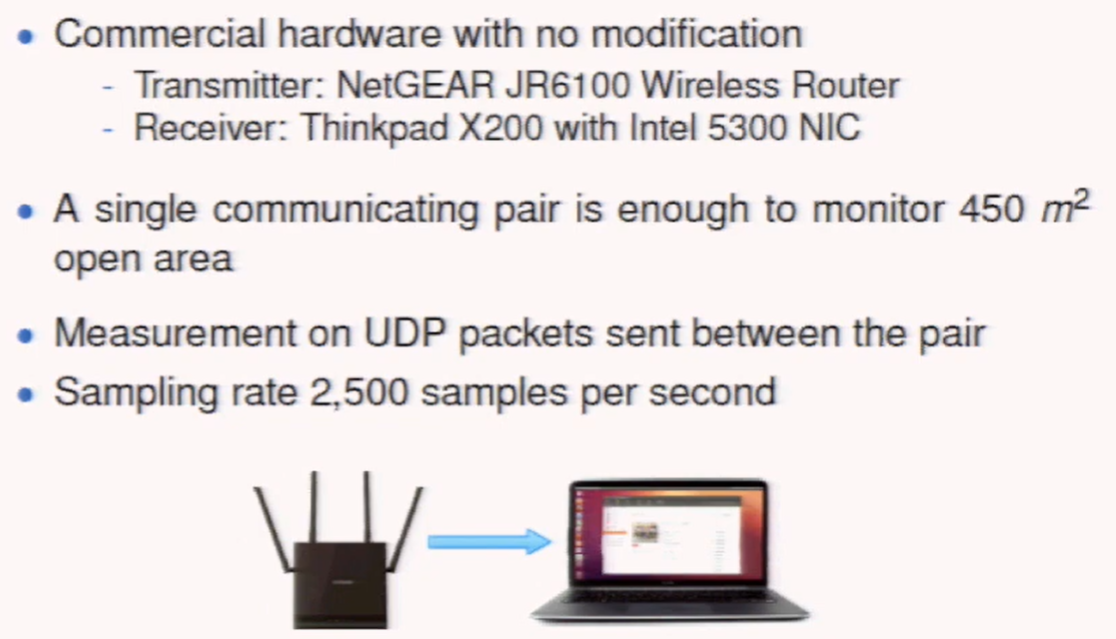 • Commercial hardware with no modification
- Transmitter: NetGEAR JR6100 Wireless Router
- Receiver: Thinkpad X200 with Intel 5300 NIC
• A single communicating pair is enough to monitor 450 m²
open area
• Measurement on UDP packets sent between the pair
• Sampling rate 2,500 samples per second